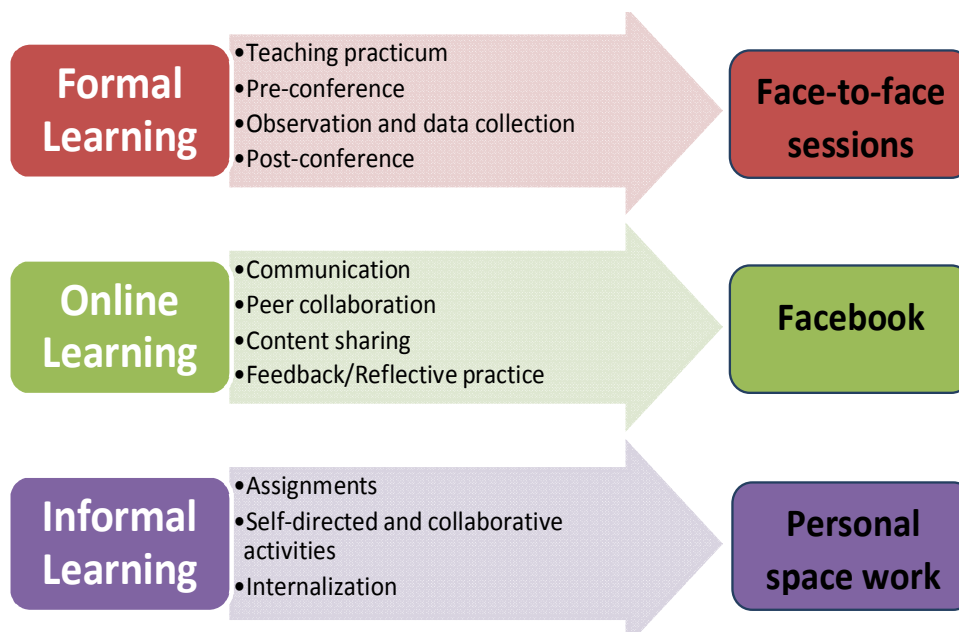 Formal
Learning
•Teaching practicum
•Pre-conference
•Observation and data collection
•Post-conference
Face-to-face
sessions
Online
Learning
•Communication
•Peer collaboration
•Content sharing
•Feedback/Reflective practice
Facebook
Informal
Learning
•Assignments
•Self-directed and collaborative
activities
•Internalization
Personal
space work